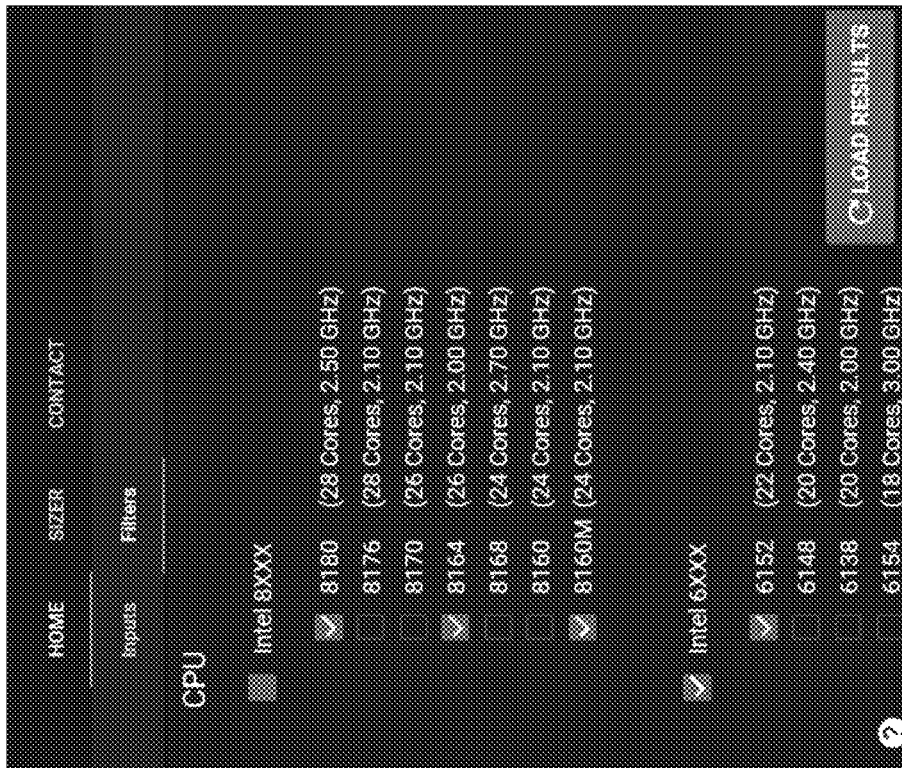 HOME SIZER CONTACT
Inputs Filters
CPU
Intel 8XXX
8180 (28 Cores, 2.50 GHz)
8176 (28 Cores, 2.10 GHz)
8170 (26 Cores, 2.10 GHz)
8164 (26 Cores, 2.00 GHz)
8168 (24 Cores, 2.70 GHz)
8160 (24 Cores, 2.10 GHz)
8160M (24 Cores, 2.10 GHz)
Intel 6XXX
6152 (22 Cores, 2.10 GHz)
6148 (20 Cores, 2.40 GHz)
6138 (20 Cores, 2.00 GHz)
LOAD RESULTS
6154 (18 Cores, 3.00 GHz)
?